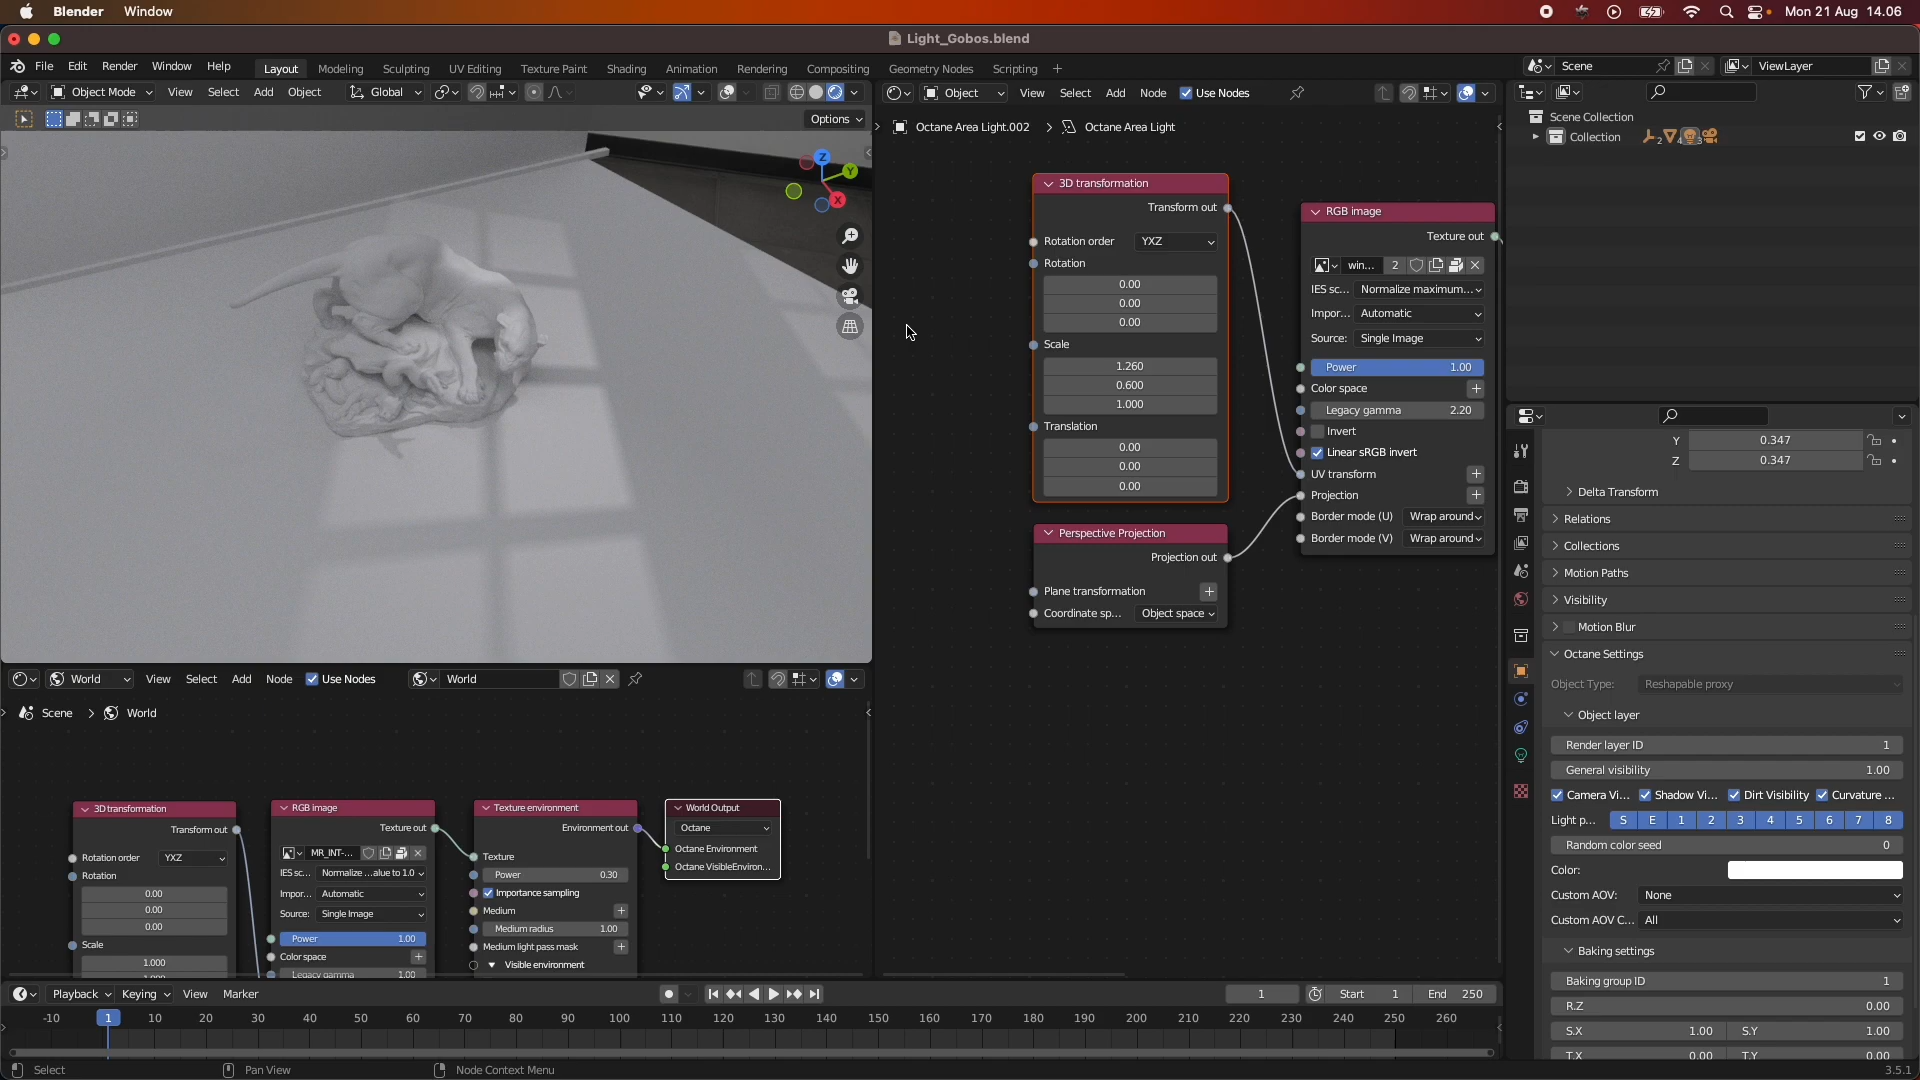 Blender Window Mon 21 Aug 14.06
Light_Gobos.blend
File Edit Render Window Help Layout Modeling Sculpting UV Editing Texture Paint Shading Animation Rendering Compositing Geometry Nodes Scripting + Scene ViewLayer
Object Mode View Select Add Object Global
Options
Object View Select Add Node Use Nodes
Octane Area Light.002 > Octane Area Light
3D transformation
Transform out
Rotation order YXZ
Rotation
0.00
0.00
0.00
Scale
1.260
0.600
1.000
Translation
0.00
0.00
0.00
Perspective Projection
Projection out
Plane transformation
Coordinate sp... Object space
RGB image
Texture out
win... 2
IES sc... Normalize maximum...
Impor... Automatic
Source: Single Image
Power 1.00
Color space
Legacy gamma 2.20
Invert
Linear sRGB invert
UV transform
Projection
Border mode (U) Wrap around
Border mode (V) Wrap around
Z
Y
X
Scene Collection
Collection 2 4 3
Y 0.347
Z 0.347
Delta Transform
Relations
Collections
Motion Paths
Visibility
Motion Blur
Octane Settings
Object Type: Reshapable proxy
Object layer
Render layer ID 1
General visibility 1.00
Camera Vi... Shadow Vi... Dirt Visibility Curvature ...
Light p... S E 1 2 3 4 5 6 7 8
Random color seed 0
Color:
Custom AOV: None
Custom AOV C... All
Baking settings
Baking group ID 1
R.Z 0.00
S.X 1.00 S.Y 1.00
T.X 0.00 T.Y 0.00
World View Select Add Node Use Nodes World
Scene > World
3D transformation
Transform out
Rotation order YXZ
Rotation
0.00
0.00
0.00
Scale
1.000
1.000
RGB image
Texture out
MR_INT-...
IES sc... Normalize ...alue to 1.0
Impor... Automatic
Source: Single Image
Power 1.00
Color space
Legacy gamma 1.00
Texture environment
Environment out
Texture
Power 0.30
Importance sampling
Medium
Medium radius 1.00
Medium light pass mask
Visible environment
World Output
Octane
Octane Environment
Octane VisibleEnviron...
Playback Keying View Marker 1 Start 1 End 250
-10 1 10 20 30 40 50 60 70 80 90 100 110 120 130 140 150 160 170 180 190 200 210 220 230 240 250 260
Select Pan View Node Context Menu 3.5.1